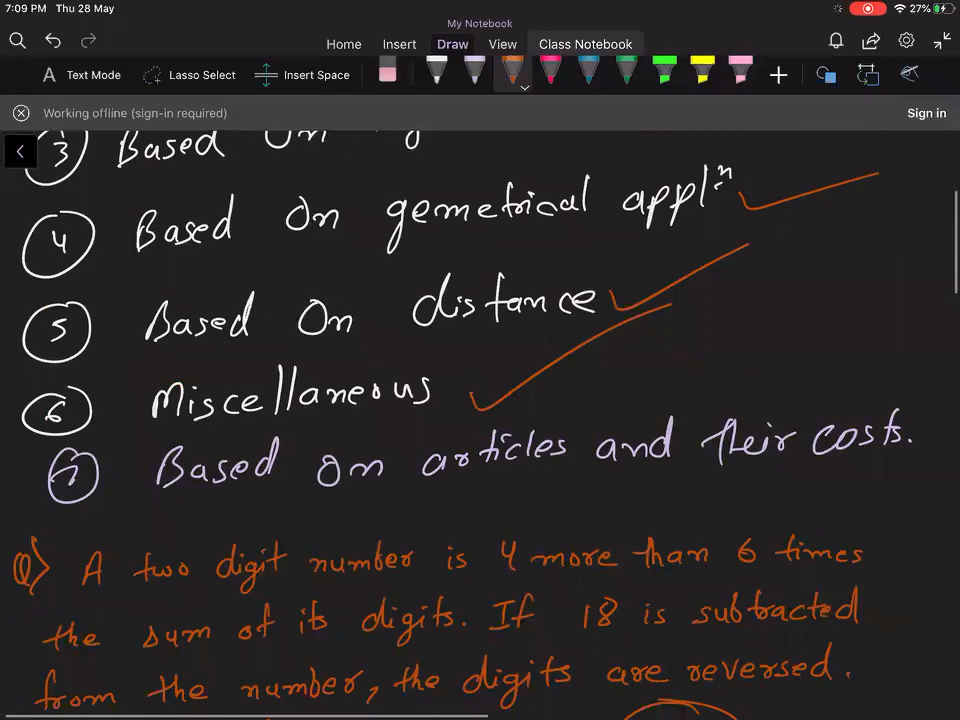 7:09 PM Thu 28 May
27%
My Notebook
Home Insert Draw View Class Notebook
Text Mode Lasso Select Insert Space
Working offline (sign-in required) Sign in
3 Based On
4 Based On gemetrical appl:n
5 Based On distance
6 Miscellaneous
7 Based on articles and their costs.
Q> A two digit number is 4 more than 6 times
the sum of its digits. If 18 is subtracted
from the number, the digits are reversed.